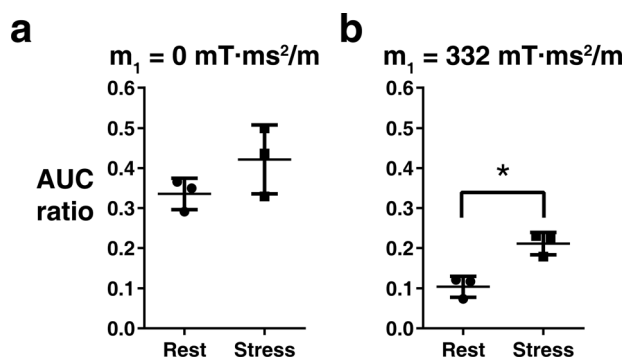 a
m1 = 0 mT·ms²/m
0.6
0.5
0.4
0.3
0.2
0.1
0.0
AUC
ratio
Rest Stress
b
m1 = 332 mT·ms²/m
0.6
0.5
0.4
0.3
0.2
0.1
0.0
*
Rest Stress